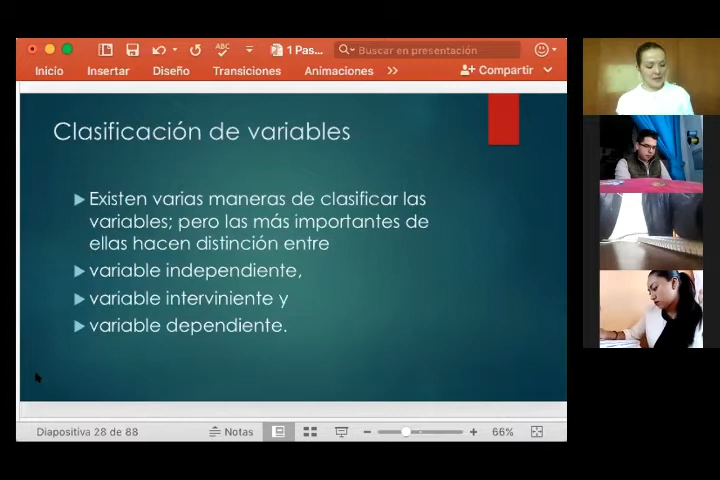 ABC
1 Pas...
Buscar en presentación
Inicio
Insertar
Diseño
Transiciones
Animaciones
Compartir
Clasificación de variables
Existen varias maneras de clasificar las
variables; pero las más importantes de
ellas hacen distinción entre
variable independiente,
variable interviniente y
variable dependiente.
Diapositiva 28 de 88
Notas
66%